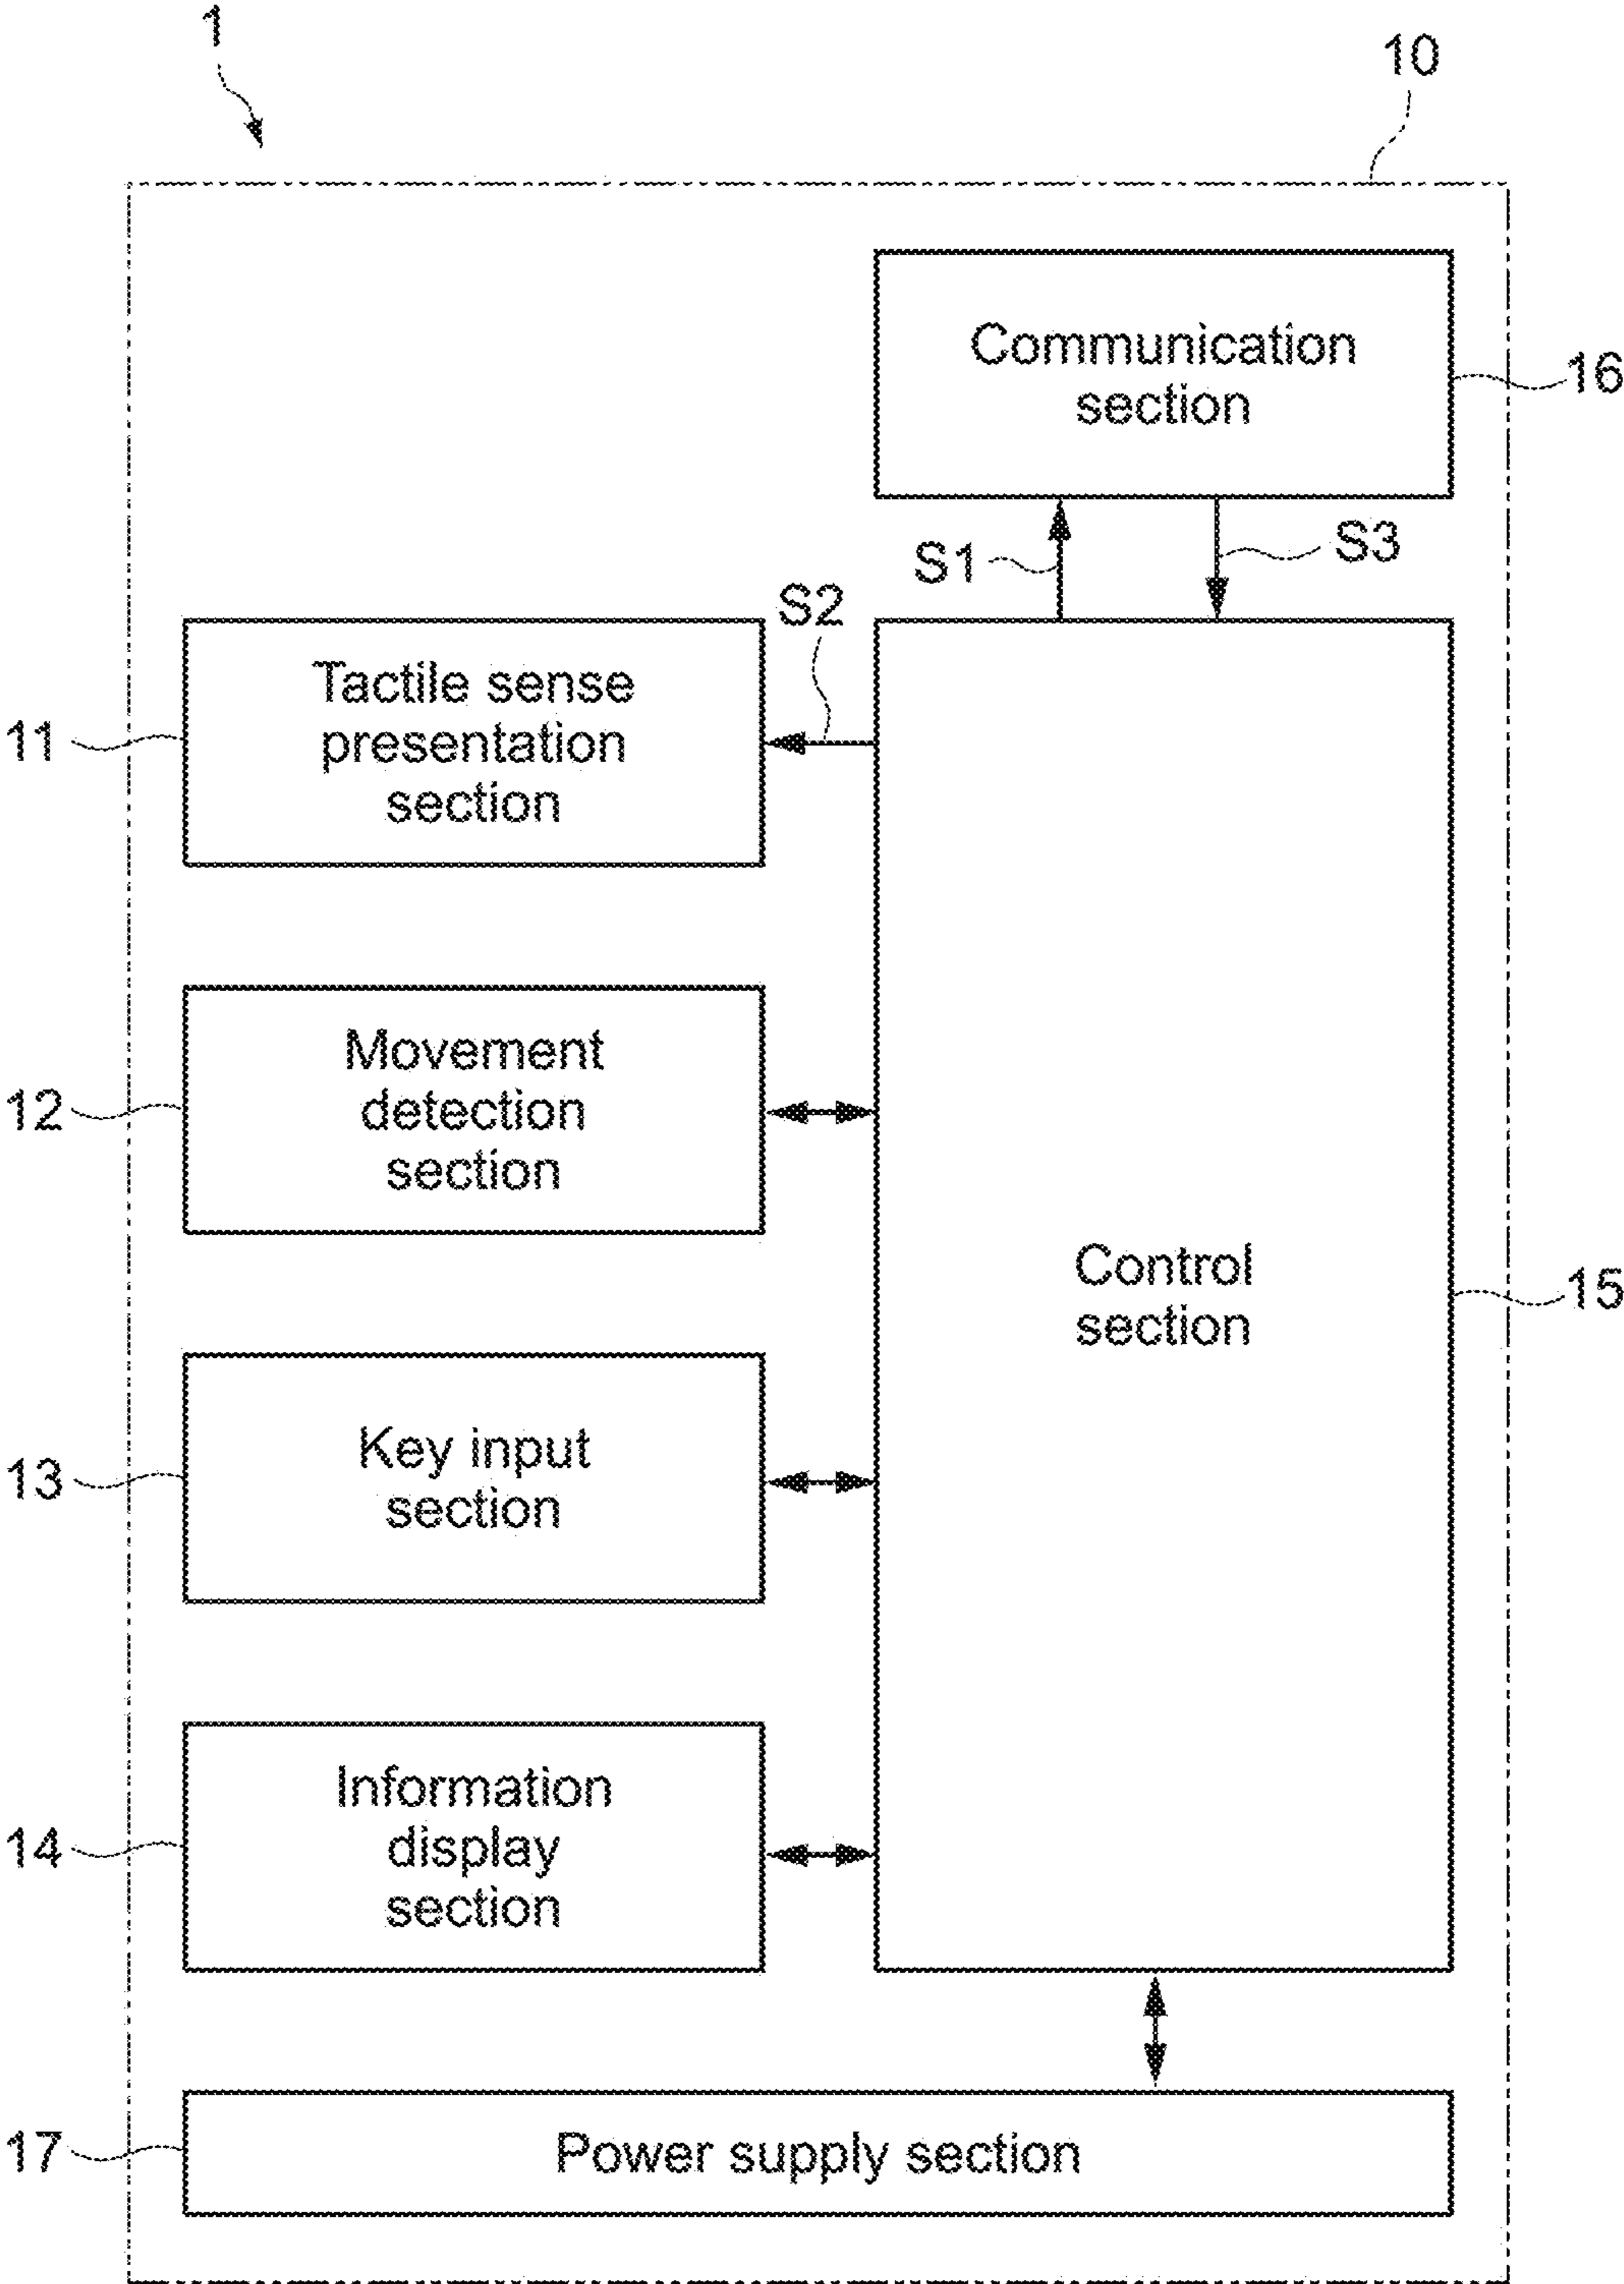 1
10
Communication
section
16
S1
S3
S2
Tactile sense
presentation
section
11
Movement
detection
section
12
Control
section
15
Key input
section
13
Information
display
section
14
Power supply section
17